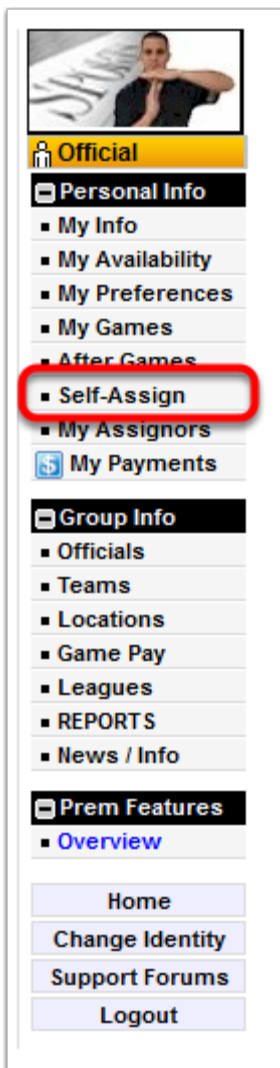 Official
Personal Info
My Info
My Availability
My Preferences
My Games
After Games
Self-Assign
My Assignors
My Payments
Group Info
Officials
Teams
Locations
Game Pay
Leagues
REPORTS
News / Info
Prem Features
Overview
Home
Change Identity
Support Forums
Logout